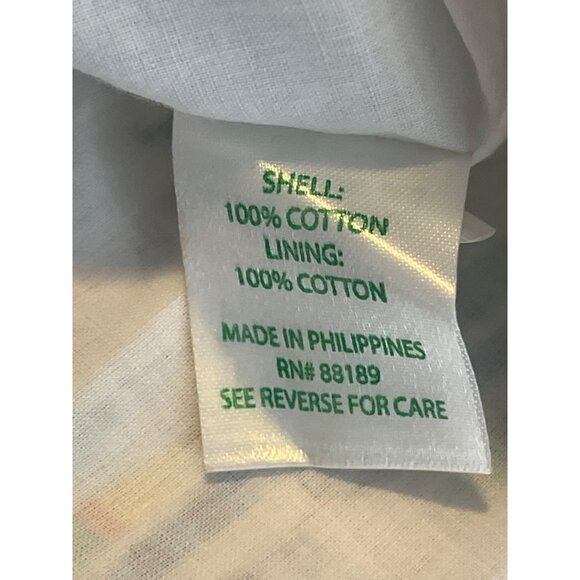 SHELL:
100% COTTON
LINING:
100% COTTON
MADE IN PHILIPPINES
RN# 88189
SEE REVERSE FOR CARE